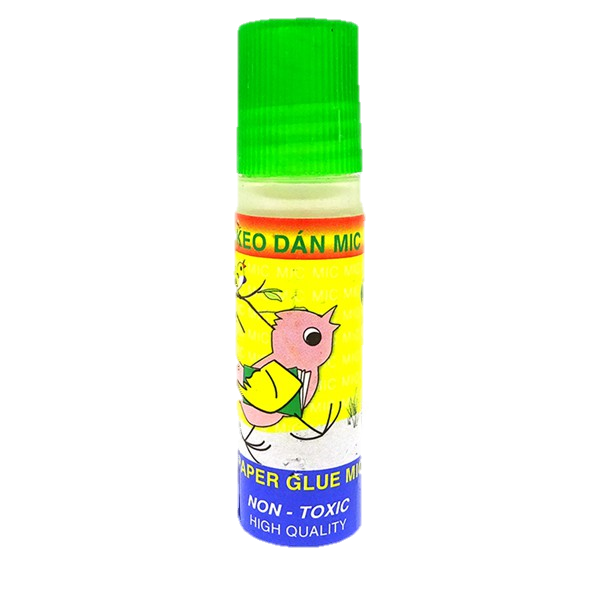 KEO DÁN MIC
MIC MIC MIC
PAPER GLUE MIC
NON - TOXIC
HIGH QUALITY